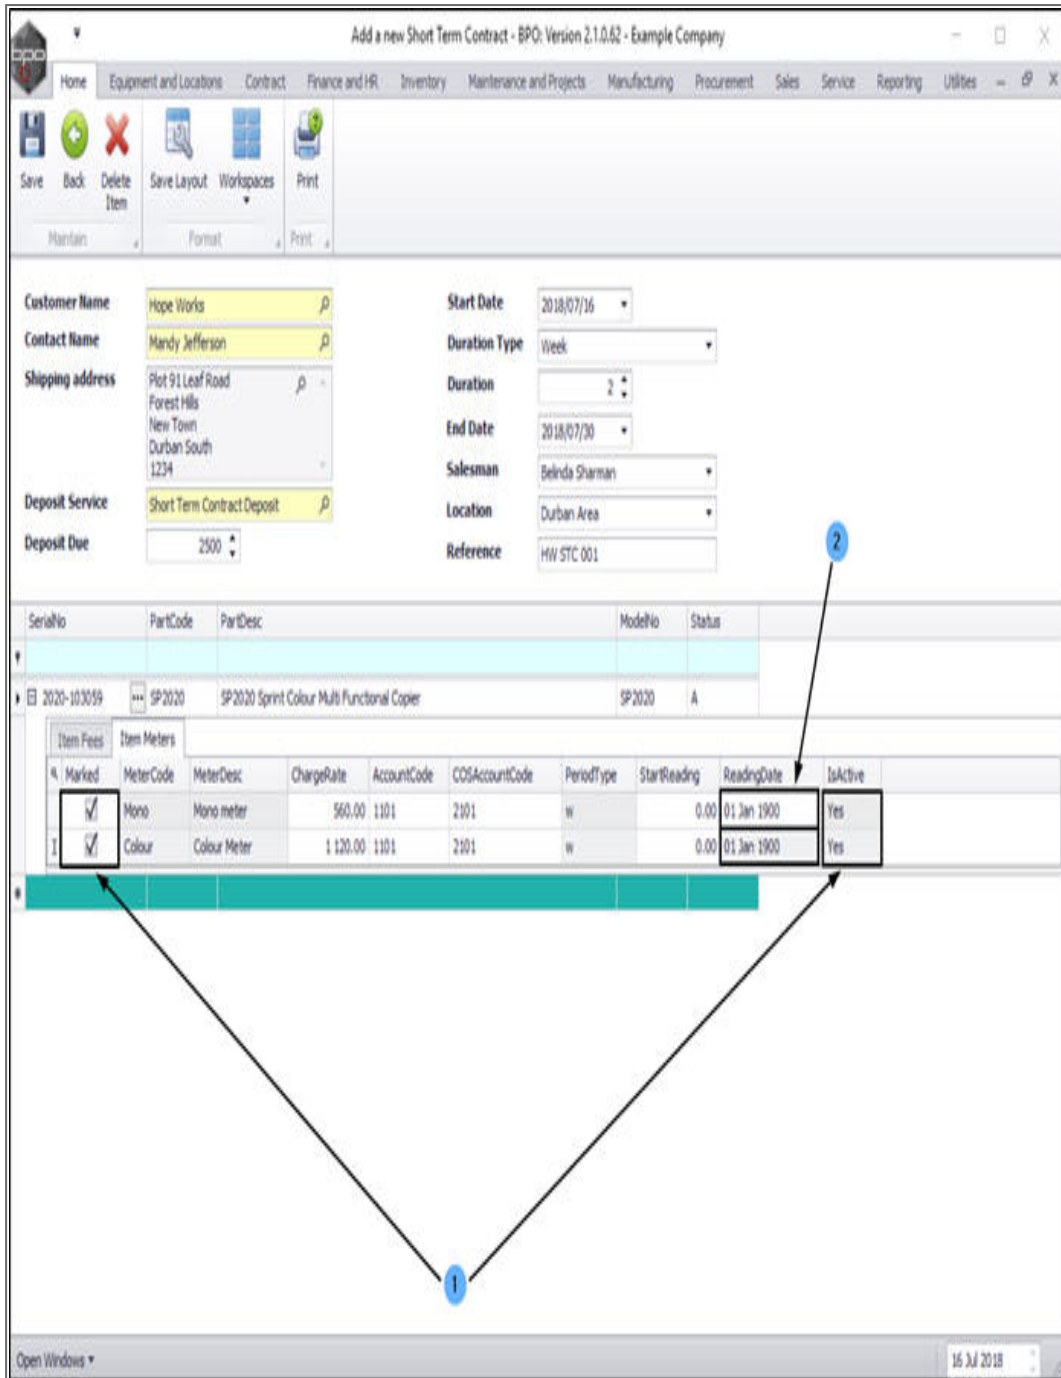 Add a new Short Term Contract - BPO: Version 2.1.0.62 - Example Company
bpo
Home Equipment and Locations Contract Finance and HR Inventory Maintenance and Projects Manufacturing Procurement Sales Service Reporting Utilities
Save Back Delete Item Save Layout Workspaces Print
Maintain Format Print
Customer Name Hope Works Start Date 2018/07/16
Contact Name Mandy Jefferson Duration Type Week
Shipping address Plot 91 Leaf Road Duration 2
Forest Hills
New Town End Date 2018/07/30
Durban South
1234 Salesman Belinda Sharman
Deposit Service Short Term Contract Deposit Location Durban Area
Deposit Due 2500 Reference HW STC 001
2
SerialNo PartCode PartDesc ModelNo Status
2020-103059 ... SP2020 SP2020 Sprint Colour Multi Functional Copier SP2020 A
Item Fees Item Meters
Marked MeterCode MeterDesc ChargeRate AccountCode COSAccountCode PeriodType StartReading ReadingDate IsActive
Mono Mono meter 560.00 1101 2101 w 0.00 01 Jan 1900 Yes
Colour Colour Meter 1 120.00 1101 2101 w 0.00 01 Jan 1900 Yes
1
Open Windows 16 Jul 2018